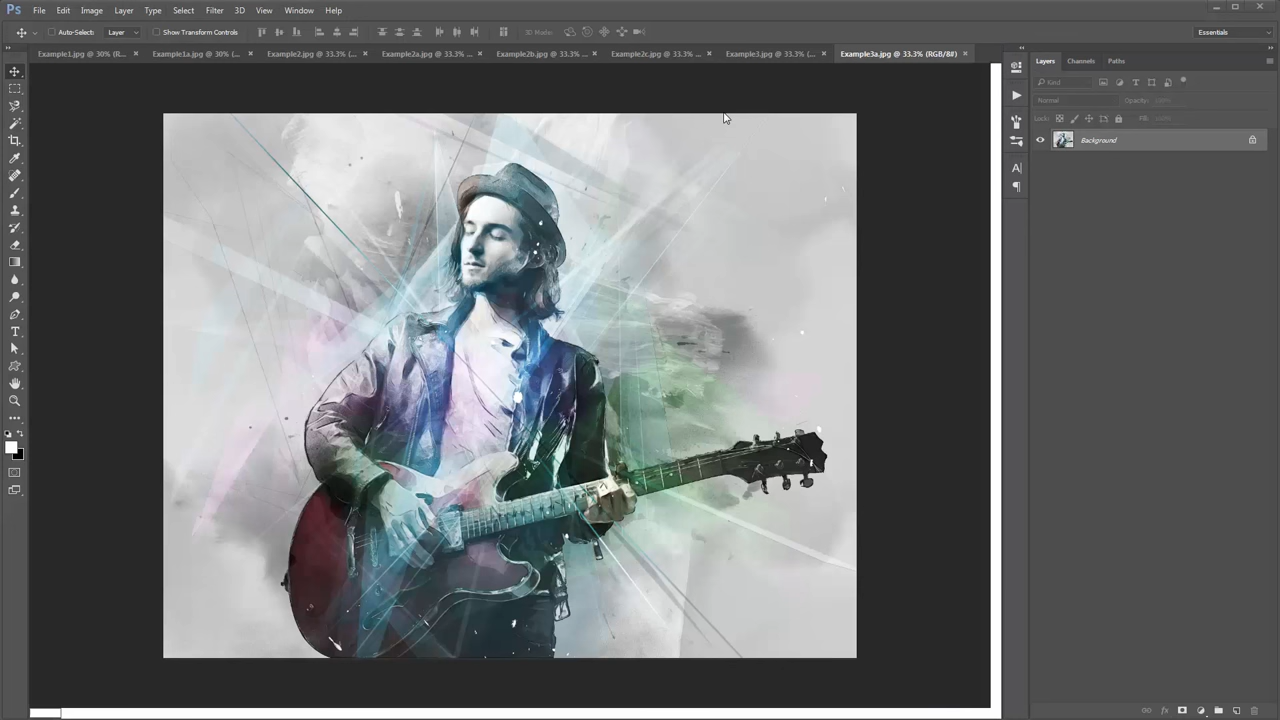 Ps File Edit Image Layer Type Select Filter 3D View Window Help
Auto-Select: Layer Show Transform Controls 3D Mode: Essentials
Example1.jpg @ 30% (R... × Example1a.jpg @ 30% (... × Example2.jpg @ 33.3% (... × Example2a.jpg @ 33.3% ... × Example2b.jpg @ 33.3% ... × Example2c.jpg @ 33.3% ... × Example3.jpg @ 33.3% (... × Example3a.jpg @ 33.3% (RGB/8#) ×
Layers Channels Paths
Kind
Normal Opacity: 100%
Lock: Fill:
Background